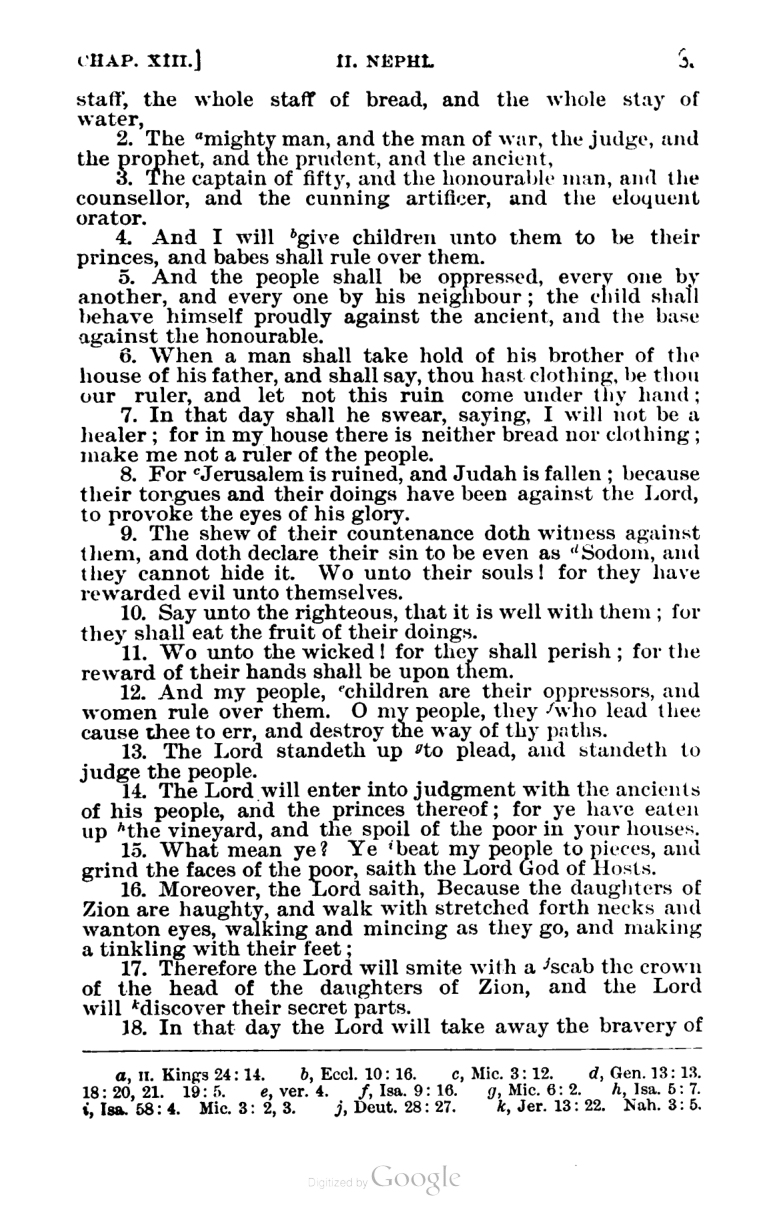 CHAP. XIII.] II. NEPHI.
staff, the whole staff of bread, and the whole stay of
water,
2. The ᵃmighty man, and the man of war, the judge, and
the prophet, and the prudent, and the ancient,
3. The captain of fifty, and the honourable man, and the
counsellor, and the cunning artificer, and the eloquent
orator.
4. And I will ᵇgive children unto them to be their
princes, and babes shall rule over them.
5. And the people shall be oppressed, every one by
another, and every one by his neighbour; the child shall
behave himself proudly against the ancient, and the base
against the honourable.
6. When a man shall take hold of his brother of the
house of his father, and shall say, thou hast clothing, be thou
our ruler, and let not this ruin come under thy hand;
7. In that day shall he swear, saying, I will not be a
healer; for in my house there is neither bread nor clothing;
make me not a ruler of the people.
8. For ᶜJerusalem is ruined, and Judah is fallen; because
their tongues and their doings have been against the Lord,
to provoke the eyes of his glory.
9. The shew of their countenance doth witness against
them, and doth declare their sin to be even as ᵈSodom, and
they cannot hide it. Wo unto their souls! for they have
rewarded evil unto themselves.
10. Say unto the righteous, that it is well with them; for
they shall eat the fruit of their doings.
11. Wo unto the wicked! for they shall perish; for the
reward of their hands shall be upon them.
12. And my people, ᵉchildren are their oppressors, and
women rule over them. O my people, they ᶠwho lead thee
cause thee to err, and destroy the way of thy paths.
13. The Lord standeth up ᵍto plead, and standeth to
judge the people.
14. The Lord will enter into judgment with the ancients
of his people, and the princes thereof; for ye have eaten
up ʰthe vineyard, and the spoil of the poor in your houses.
15. What mean ye? Ye ⁱbeat my people to pieces, and
grind the faces of the poor, saith the Lord God of Hosts.
16. Moreover, the Lord saith, Because the daughters of
Zion are haughty, and walk with stretched forth necks and
wanton eyes, walking and mincing as they go, and making
a tinkling with their feet;
17. Therefore the Lord will smite with a ʲscab the crown
of the head of the daughters of Zion, and the Lord
will ᵏdiscover their secret parts.
18. In that day the Lord will take away the bravery of
a, II. Kings 24: 14. b, Eccl. 10: 16. c, Mic. 3: 12. d, Gen. 13: 13.
18: 20, 21. 19: 5. e, ver. 4. f, Isa. 9: 16. g, Mic. 6: 2. h, Isa. 5: 7.
i, Isa. 58: 4. Mic. 3: 2, 3. j, Deut. 28: 27. k, Jer. 13: 22. Nah. 3: 5.
Digitized by Google